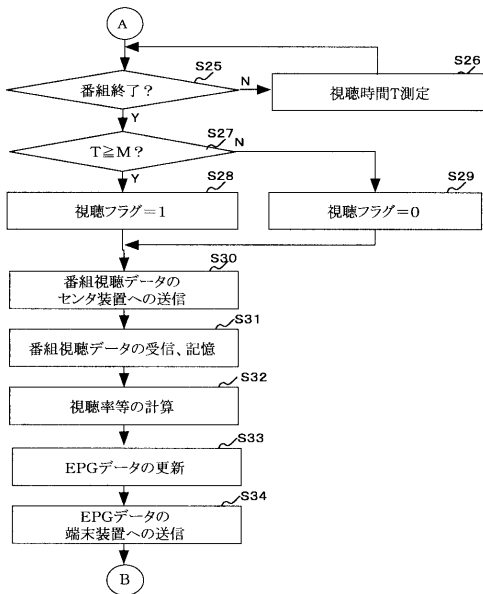 A
S25
番組終了？
N
S26
視聴時間T測定
Y
S27
T≧M？
N
Y
S28
視聴フラグ＝1
S29
視聴フラグ＝0
S30
番組視聴データの
センタ装置への送信
S31
番組視聴データの受信、記憶
S32
視聴率等の計算
S33
EPGデータの更新
S34
EPGデータの
端末装置への送信
B